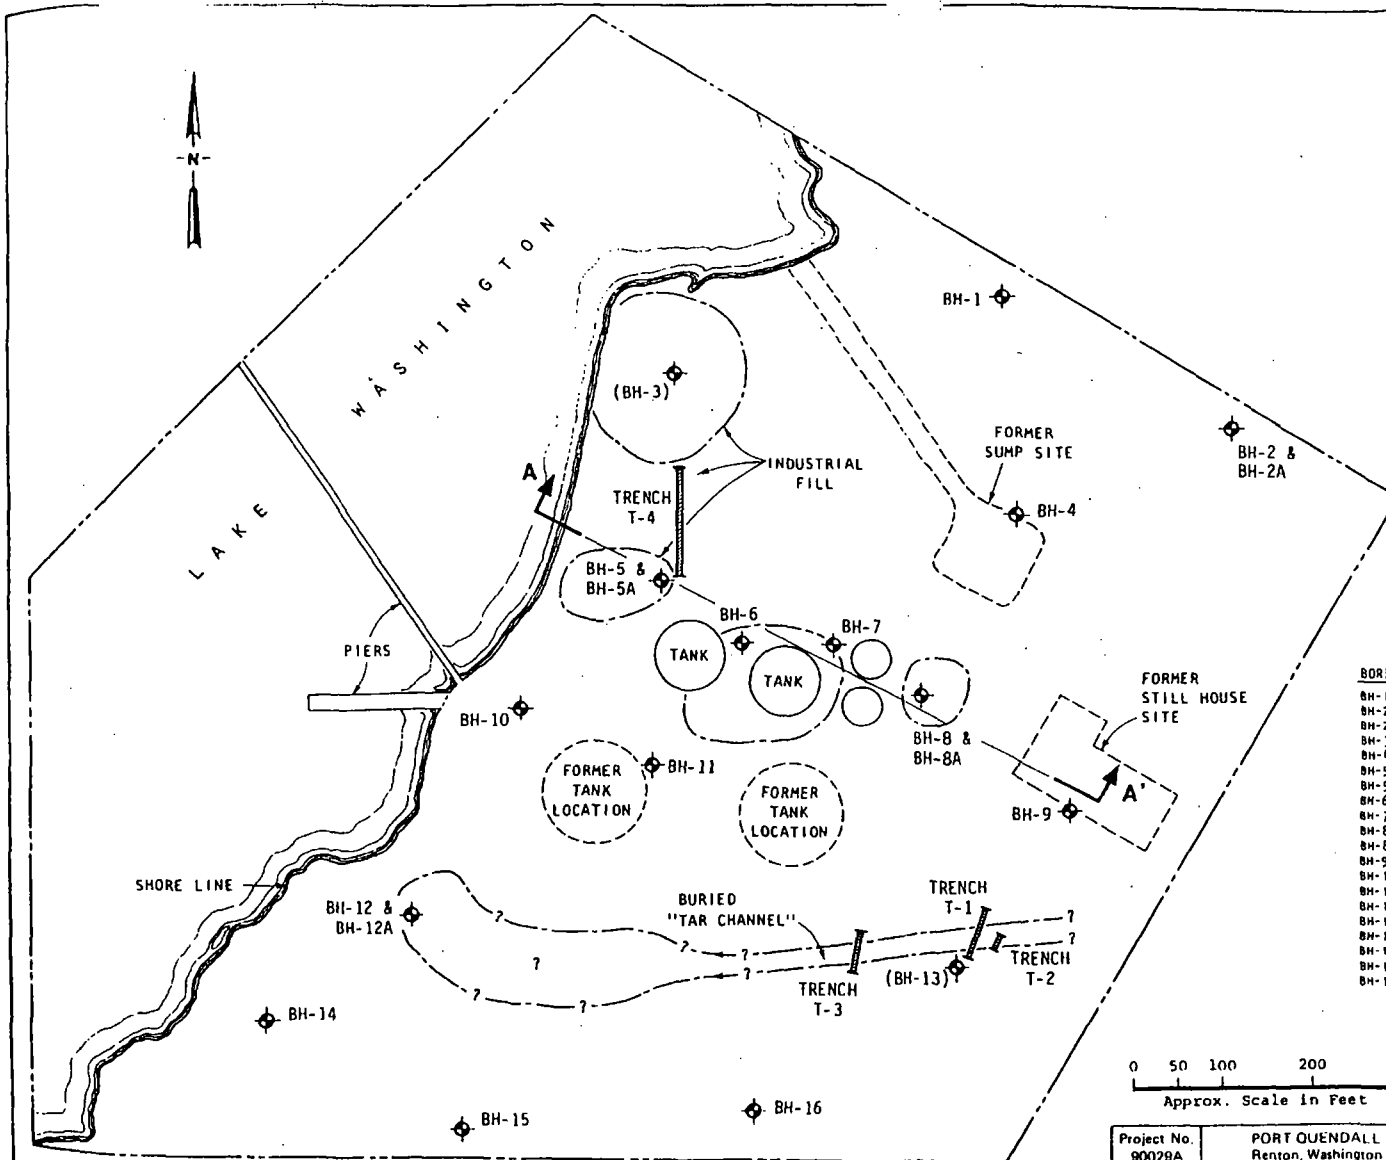 N
LAKE
WASHINGTON
BH-1
(BH-3)
BH-2 &
BH-2A
FORMER
SUMP SITE
BH-4
INDUSTRIAL
FILL
A
TRENCH
T-4
BH-5 &
BH-5A
BH-6
BH-7
TANK
TANK
PIERS
BH-10
BH-8 &
BH-8A
FORMER
STILL HOUSE
SITE
A'
BH-9
BH-11
FORMER
TANK
LOCATION
FORMER
TANK
LOCATION
SHORE LINE
BH-12 &
BH-12A
BURIED
"TAR CHANNEL"
TRENCH
T-1
TRENCH
T-2
TRENCH
T-3
(BH-13)
? ? ? ? ? ? ? ? ?
BH-14
BH-15
BH-16
0 50 100 200
Approx. Scale in Feet
Project No.
90029A
PORT QUENDALL
Renton, Washington